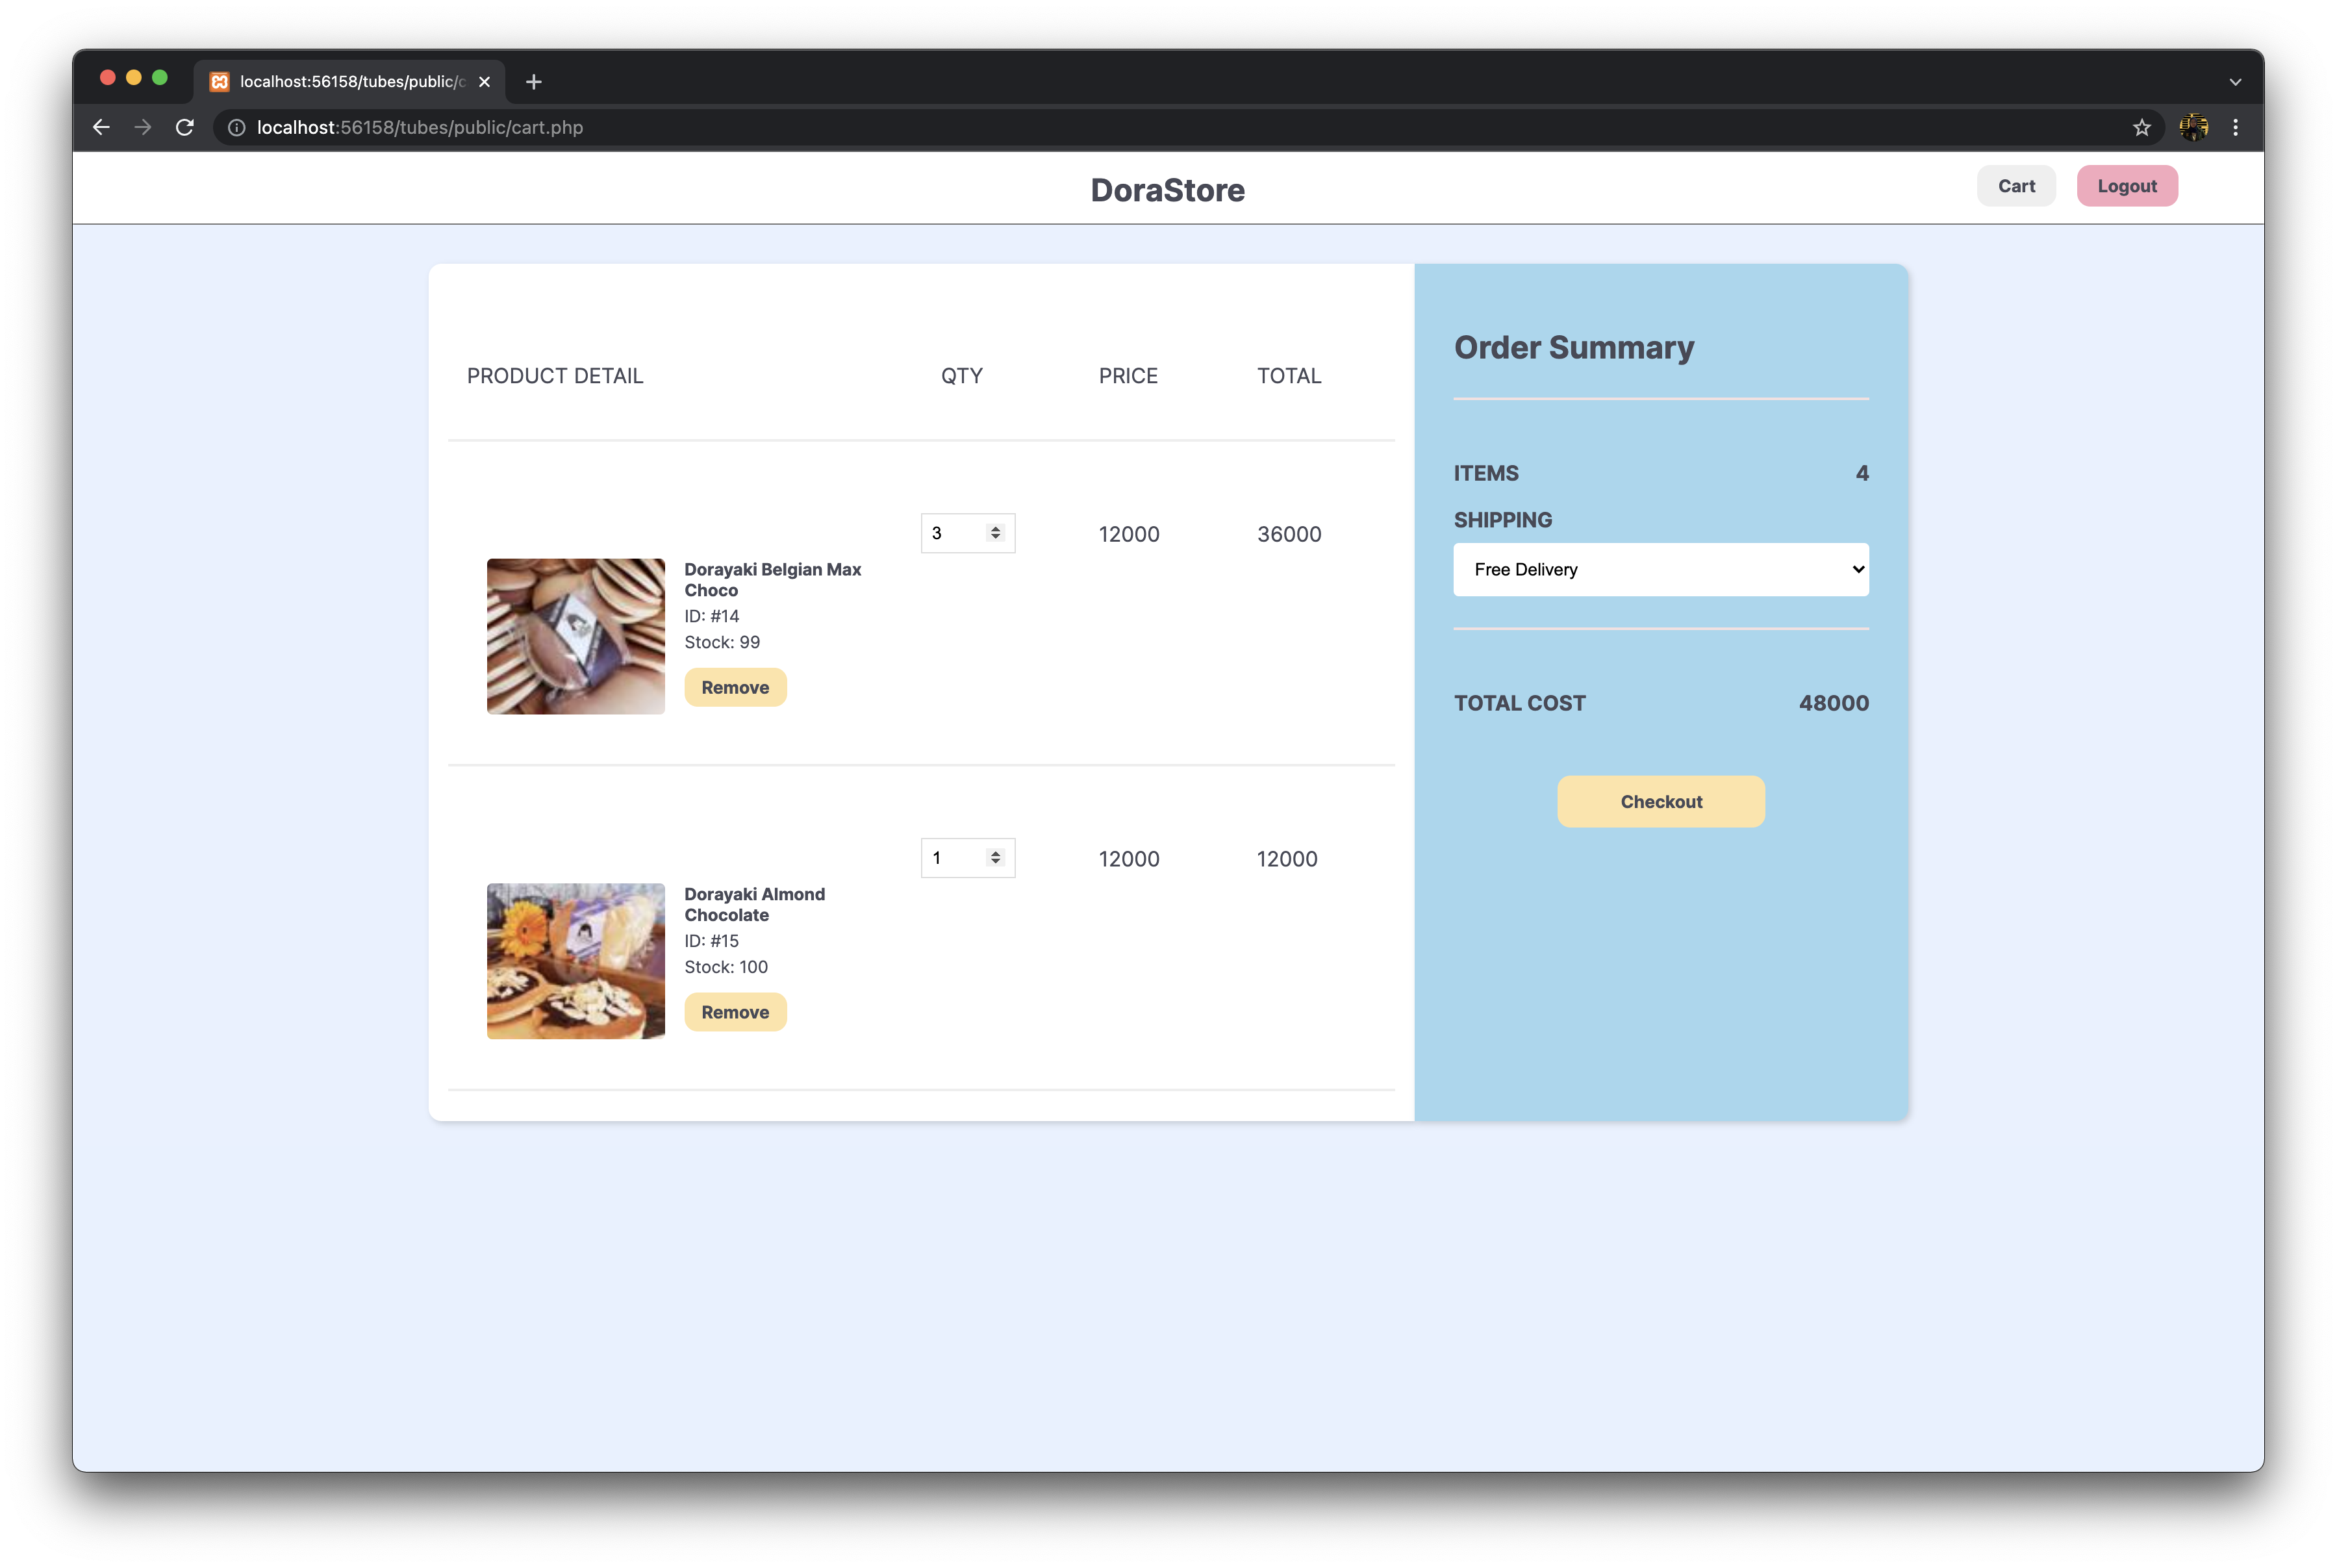 localhost:56158/tubes/public/c
localhost:56158/tubes/public/cart.php
DoraStore
Cart
Logout
PRODUCT DETAIL QTY PRICE TOTAL
3 12000 36000
Dorayaki Belgian Max
Choco
ID: #14
Stock: 99
Remove
1 12000 12000
Dorayaki Almond
Chocolate
ID: #15
Stock: 100
Remove
Order Summary
ITEMS 4
SHIPPING
Free Delivery
TOTAL COST 48000
Checkout